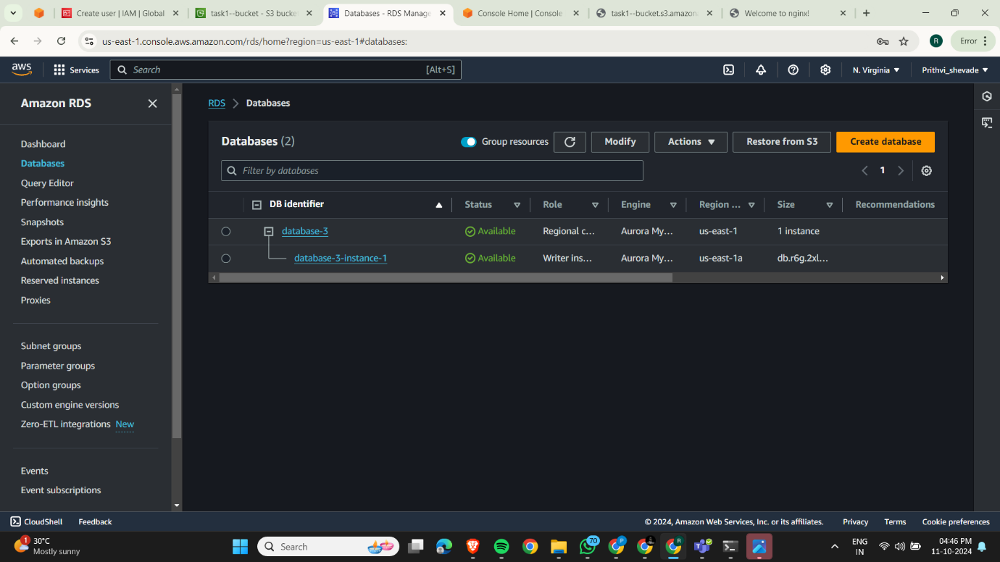 Create user | IAM | Global
task1--bucket - S3 bucke
Databases - RDS Manage
Console Home | Console
task1--bucket.s3.amazon
Welcome to nginx!
us-east-1.console.aws.amazon.com/rds/home?region=us-east-1#databases:
R
Error
aws
Services
Search
[Alt+S]
N. Virginia
Prithvi_shevade
Amazon RDS
Dashboard
Databases
Query Editor
Performance insights
Snapshots
Exports in Amazon S3
Automated backups
Reserved instances
Proxies
Subnet groups
Parameter groups
Option groups
Custom engine versions
Zero-ETL integrations New
Events
Event subscriptions
RDS > Databases
Databases (2)
Group resources
Modify
Actions
Restore from S3
Create database
Filter by databases
1
DB identifier Status Role Engine Region ... Size Recommendations
database-3 Available Regional c... Aurora My... us-east-1 1 instance
database-3-instance-1 Available Writer ins... Aurora My... us-east-1a db.r6g.2xl...
CloudShell Feedback
© 2024, Amazon Web Services, Inc. or its affiliates. Privacy Terms Cookie preferences
1
30°C
Mostly sunny
Search
70
P
R
ENG
IN
04:46 PM
11-10-2024